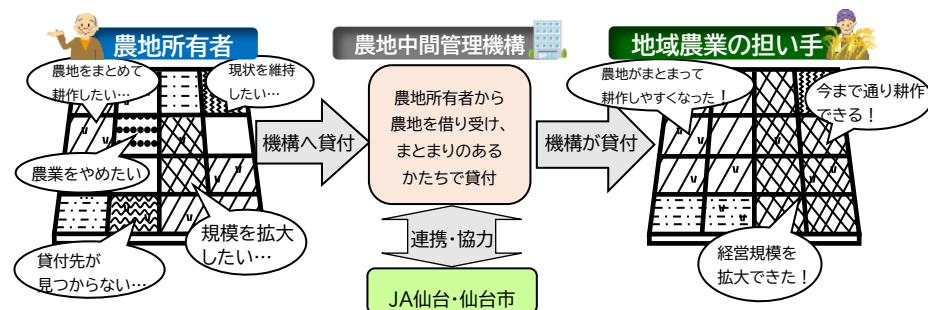 農地所有者
農地をまとめて
耕作したい…
現状を維持
したい…
農業をやめたい
貸付先が
見つからない…
規模を拡大
したい…
機構へ貸付
農地中間管理機構
農地所有者から
農地を借り受け、
まとまりのある
かたちで貸付
連携・協力
JA仙台・仙台市
機構が貸付
地域農業の担い手
農地がまとまって
耕作しやすくなった！
今まで通り耕作
できる！
経営規模を
拡大できた！